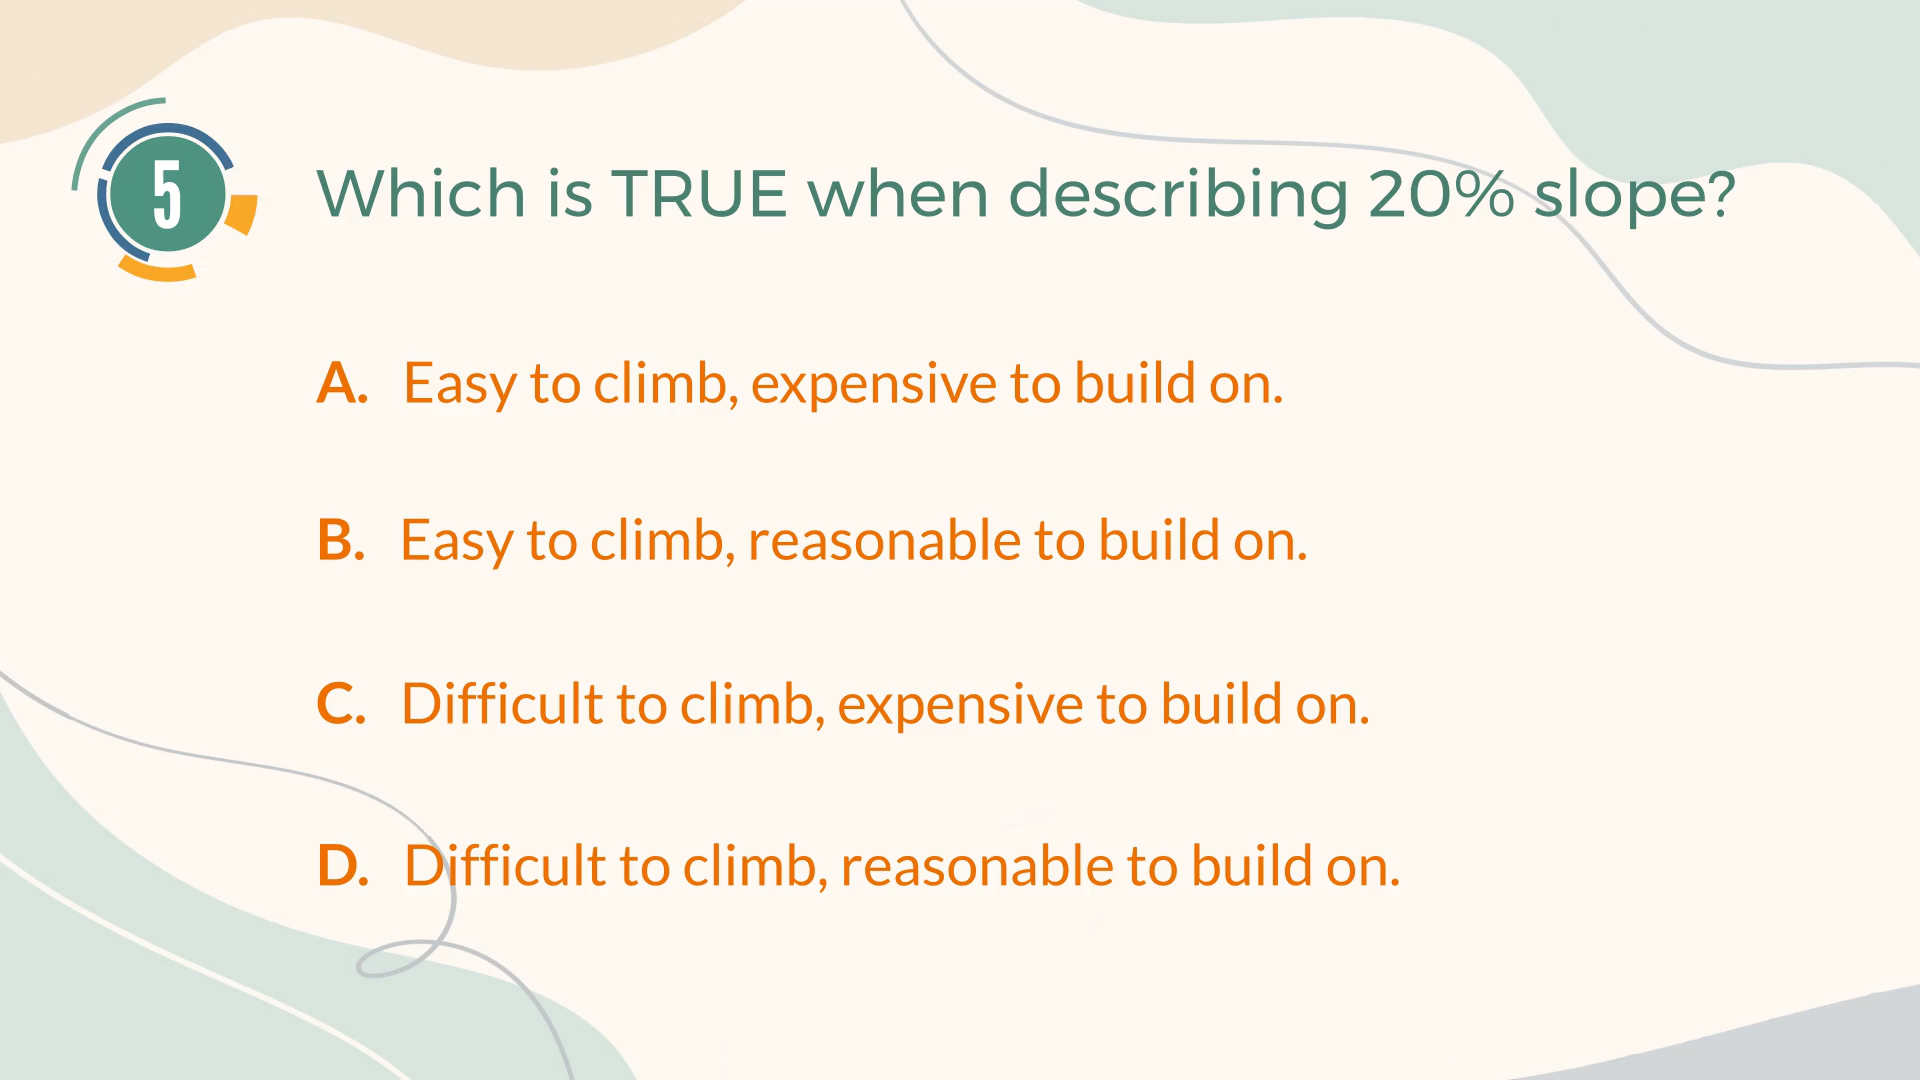 5
Which is TRUE when describing 20% slope?
A. Easy to climb, expensive to build on.
B. Easy to climb, reasonable to build on.
C. Difficult to climb, expensive to build on.
D. Difficult to climb, reasonable to build on.